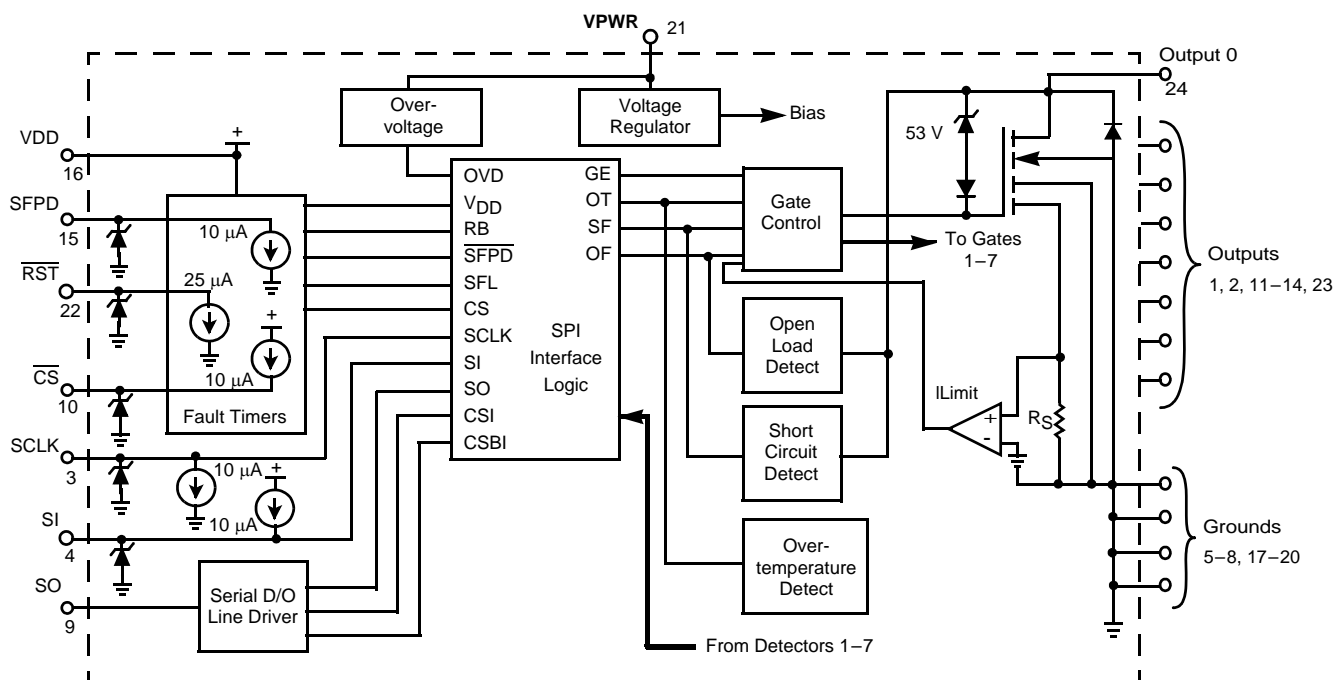 VPWR
21
Output 0
24
Over-
voltage
Voltage
Regulator
Bias
53 V
VDD
16
+
SFPD
15
10 μA
RST
22
25 μA
+
CS
10
10 μA
Fault Timers
SCLK
3
10 μA
+
10 μA
SI
4
SO
9
Serial D/O
Line Driver
OVD
VDD
RB
SFPD
SFL
CS
SCLK
SI
SO
CSI
CSBI
GE
OT
SF
OF
SPI
Interface
Logic
Gate
Control
To Gates
1–7
Open
Load
Detect
Short
Circuit
Detect
Over-
temperature
Detect
From Detectors 1–7
ILimit
+
-
RS
Outputs
1, 2, 11–14, 23
Grounds
5–8, 17–20